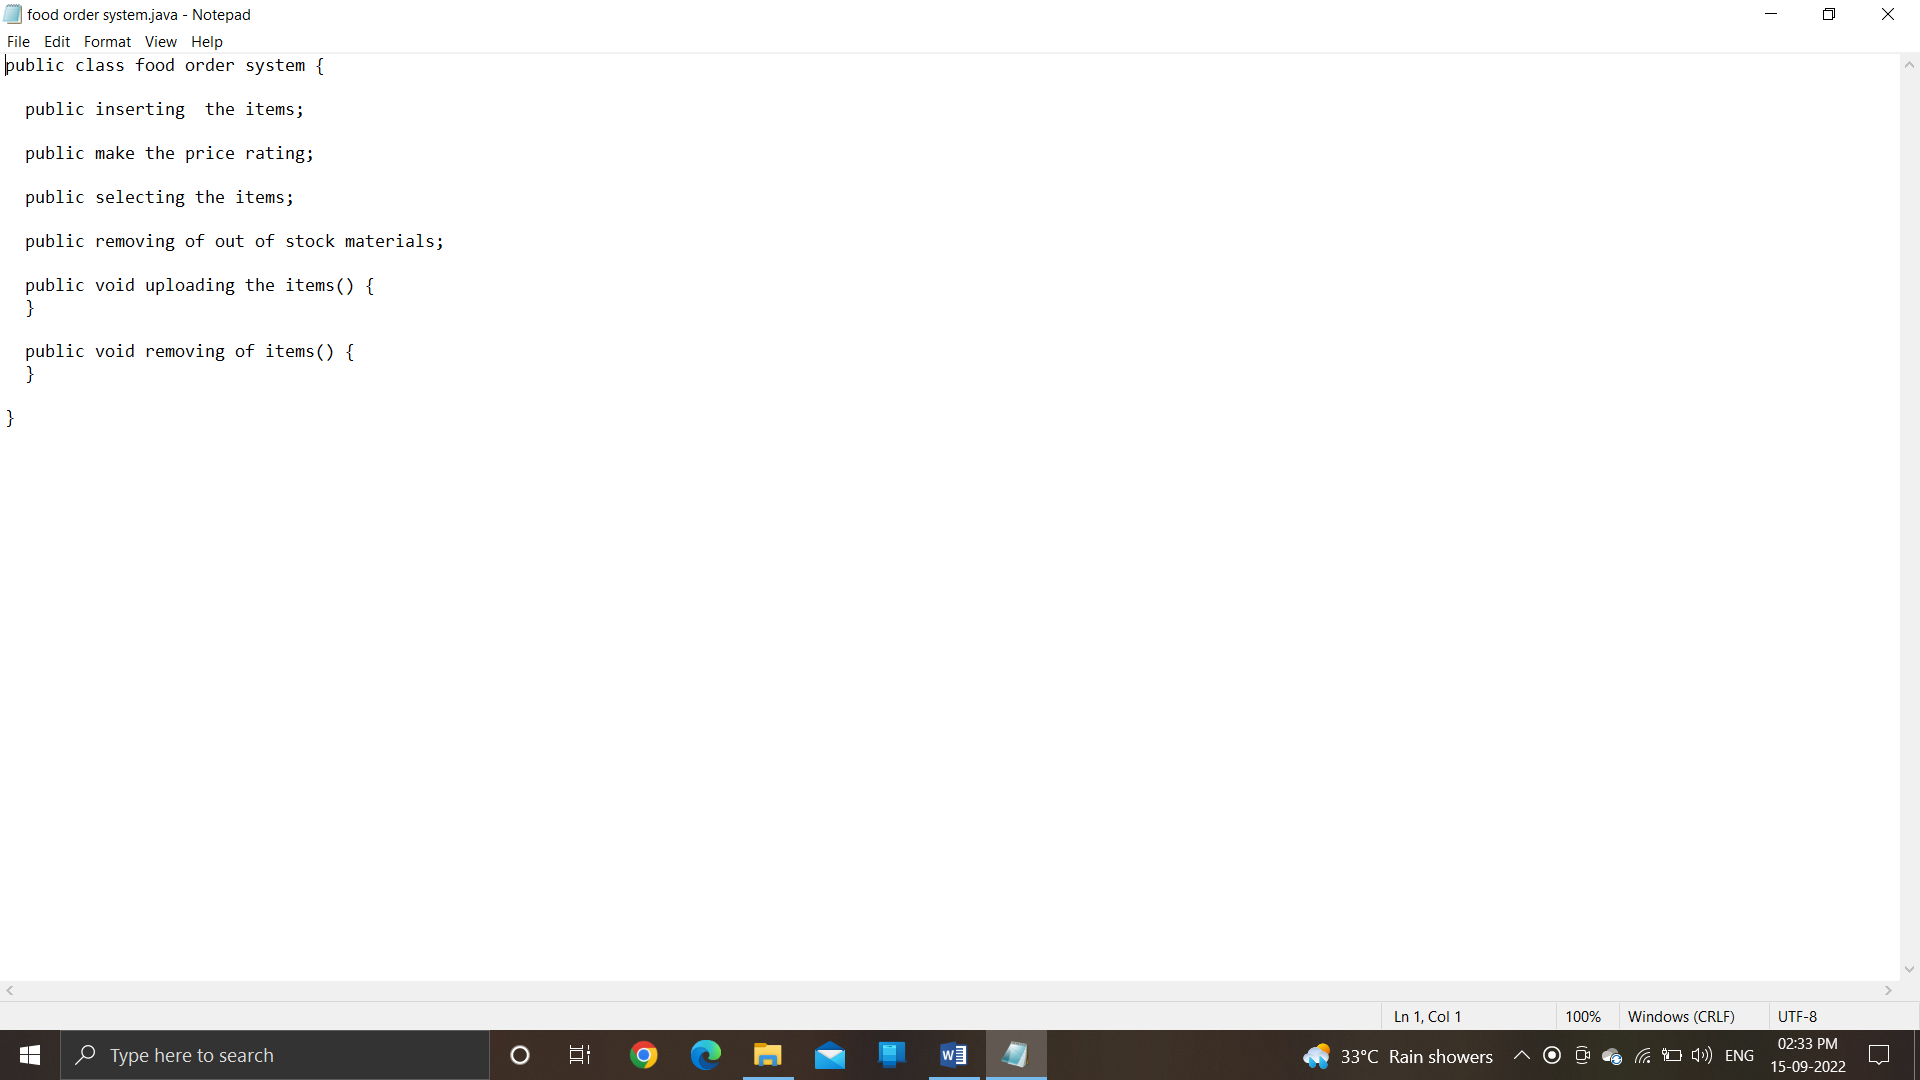 food order system.java - Notepad
File Edit Format View Help
public class food order system {
public inserting  the items;
public make the price rating;
public selecting the items;
public removing of out of stock materials;
public void uploading the items() {
}
public void removing of items() {
}
}
Ln 1, Col 1 100% Windows (CRLF) UTF-8
Type here to search 33°C Rain showers ENG 02:33 PM
15-09-2022